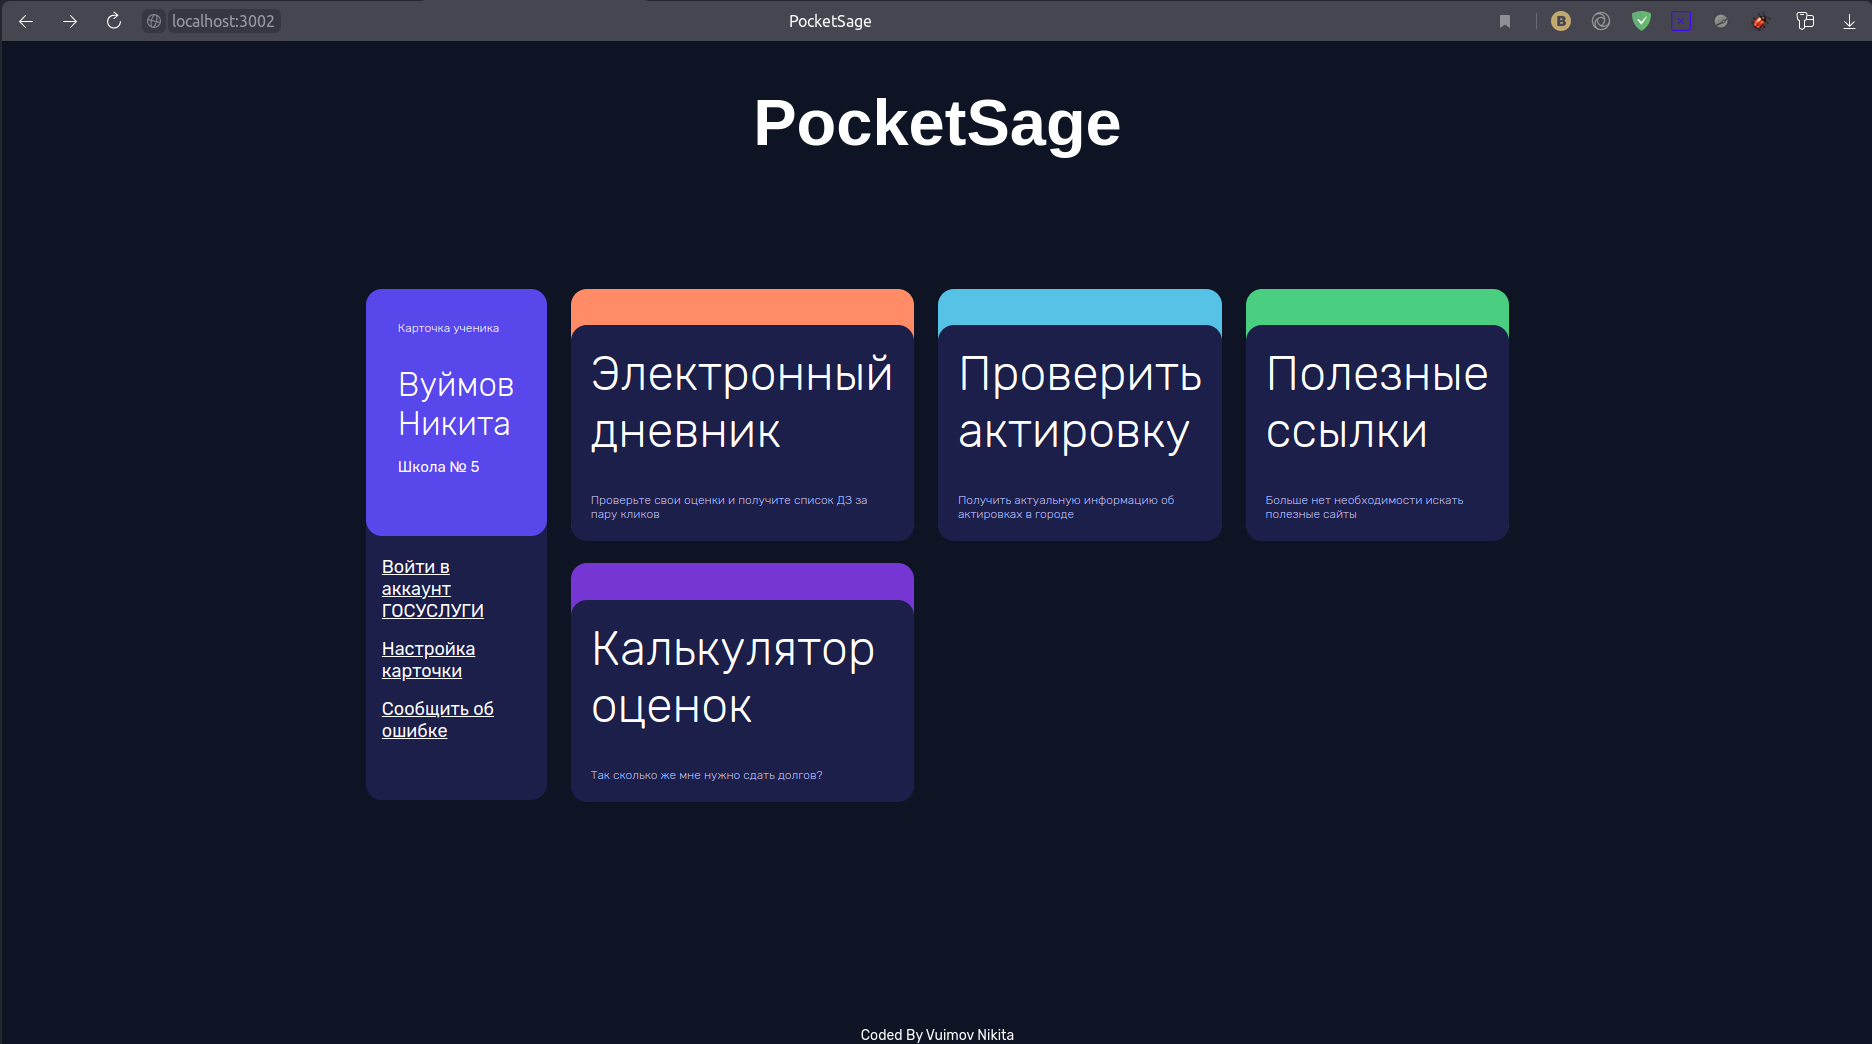 localhost:3002
PocketSage
PocketSage
Карточка ученика
Вуймов
Никита
Школа № 5
Войти в
аккаунт
ГОСУСЛУГИ
Настройка
карточки
Сообщить об
ошибке
Электронный
дневник
Проверьте свои оценки и получите список ДЗ за
пару кликов
Проверить
актировку
Получить актуальную информацию об
актировках в городе
Полезные
ссылки
Больше нет необходимости искать
полезные сайты
Калькулятор
оценок
Так сколько же мне нужно сдать долгов?
Coded By Vuimov Nikita